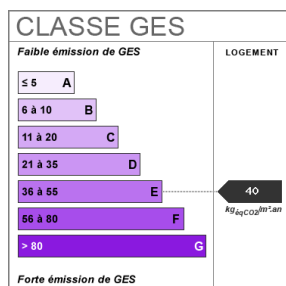 CLASSE GES
Faible émission de GES
LOGEMENT
≤ 5 A
6 à 10 B
11 à 20 C
21 à 35 D
36 à 55 E
40
kgéqCO2/m².an
56 à 80 F
> 80 G
Forte émission de GES